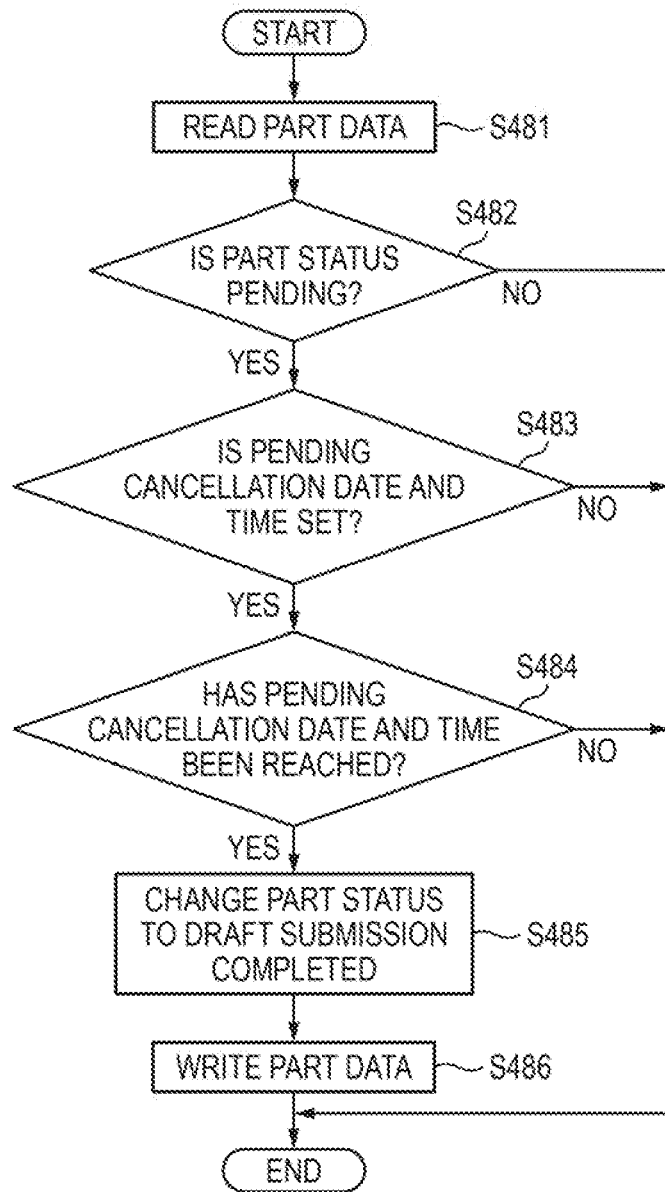 START
READ PART DATA
S481
S482
IS PART STATUS
PENDING?
NO
YES
S483
IS PENDING
CANCELLATION DATE AND
TIME SET?
NO
YES
S484
HAS PENDING
CANCELLATION DATE AND TIME
BEEN REACHED?
NO
YES
CHANGE PART STATUS
TO DRAFT SUBMISSION
COMPLETED
S485
WRITE PART DATA
S486
END